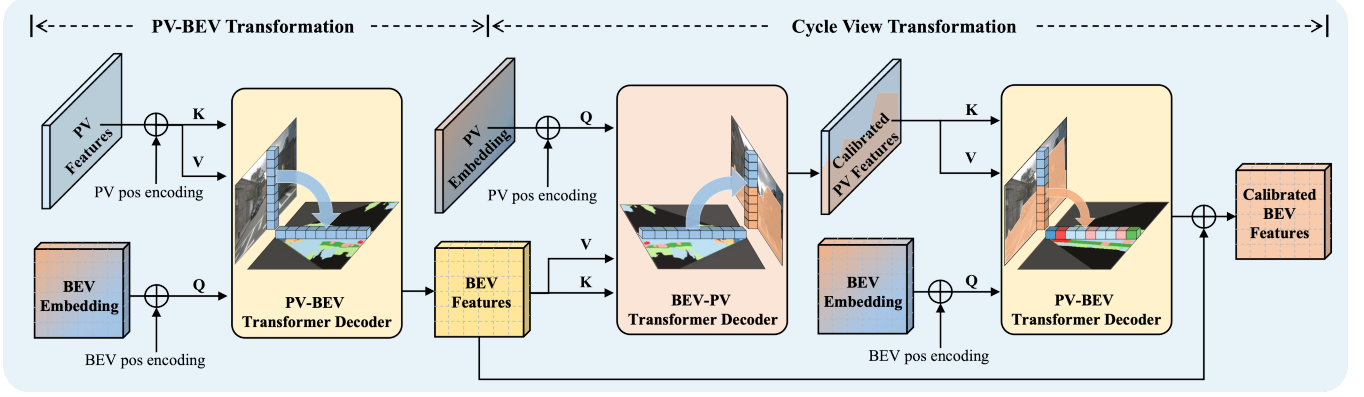 PV-BEV Transformation
Cycle View Transformation
PV
Features
K
V
PV pos encoding
BEV
Embedding
Q
BEV pos encoding
PV-BEV
Transformer Decoder
PV
Embedding
Q
PV pos encoding
BEV
Features
V
K
BEV-PV
Transformer Decoder
Calibrated
PV Features
K
V
BEV
Embedding
Q
BEV pos encoding
PV-BEV
Transformer Decoder
Calibrated
BEV
Features